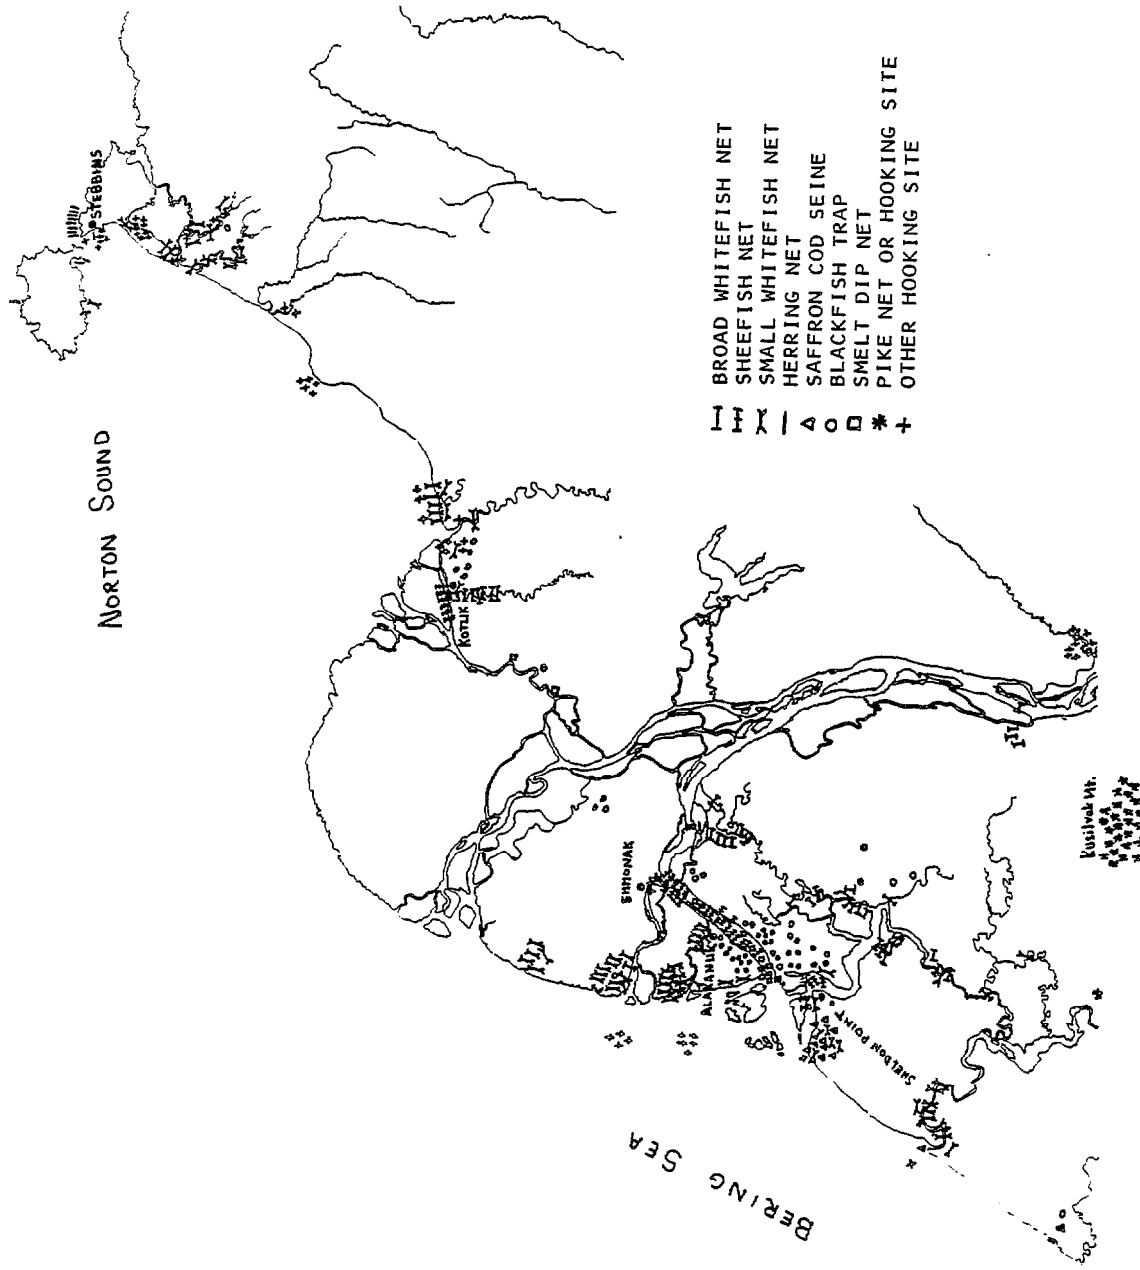 NORTON SOUND
STEBBINS
KOTLIK
EMMONAK
ALAKANUK
SHELDON POINT
Kusilvak Mt.
BERING SEA
BROAD WHITEFISH NET
SHEEFISH NET
SMALL WHITEFISH NET
HERRING NET
SAFFRON COD SEINE
BLACKFISH TRAP
SMELT DIP NET
PIKE NET OR HOOKING SITE
OTHER HOOKING SITE